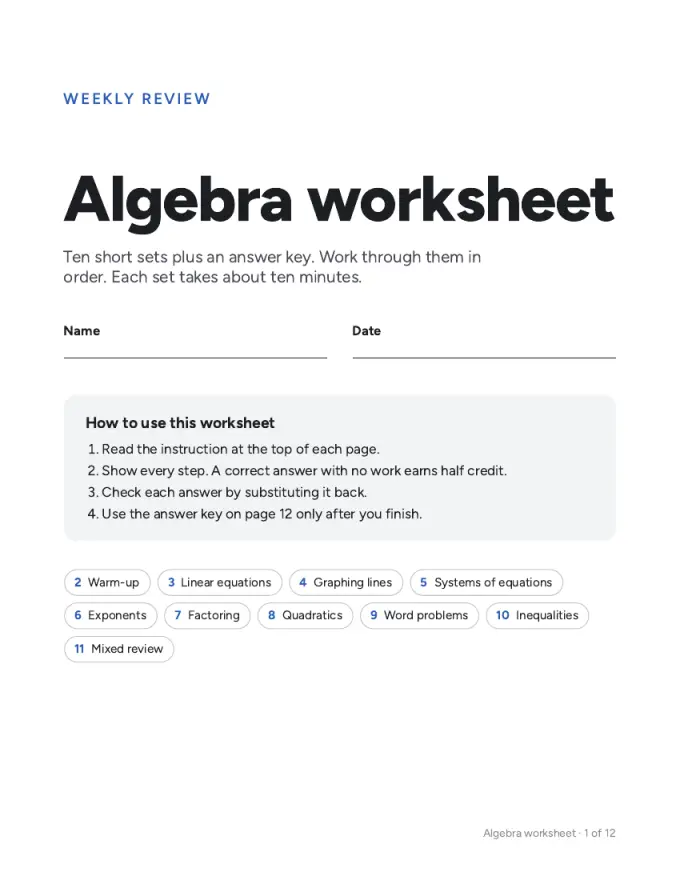 WEEKLY REVIEW
Algebra worksheet
Ten short sets plus an answer key. Work through them in
order. Each set takes about ten minutes.
Name
Date
How to use this worksheet
1. Read the instruction at the top of each page.
2. Show every step. A correct answer with no work earns half credit.
3. Check each answer by substituting it back.
4. Use the answer key on page 12 only after you finish.
2 Warm-up 3 Linear equations 4 Graphing lines 5 Systems of equations
6 Exponents 7 Factoring 8 Quadratics 9 Word problems 10 Inequalities
11 Mixed review
Algebra worksheet · 1 of 12